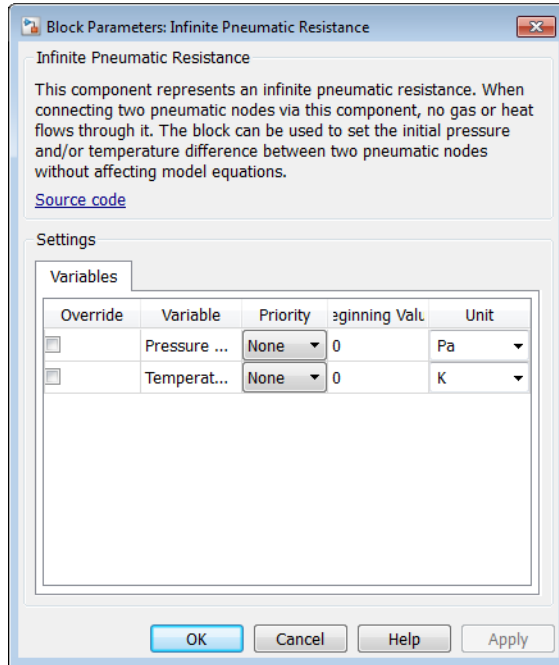 Block Parameters: Infinite Pneumatic Resistance
Infinite Pneumatic Resistance
This component represents an infinite pneumatic resistance. When
connecting two pneumatic nodes via this component, no gas or heat
flows through it. The block can be used to set the initial pressure
and/or temperature difference between two pneumatic nodes
without affecting model equations.
Source code
Settings
Variables
Override Variable Priority eginning Valu Unit
Pressure ... None 0 Pa
Temperat... None 0 K
OK Cancel Help Apply